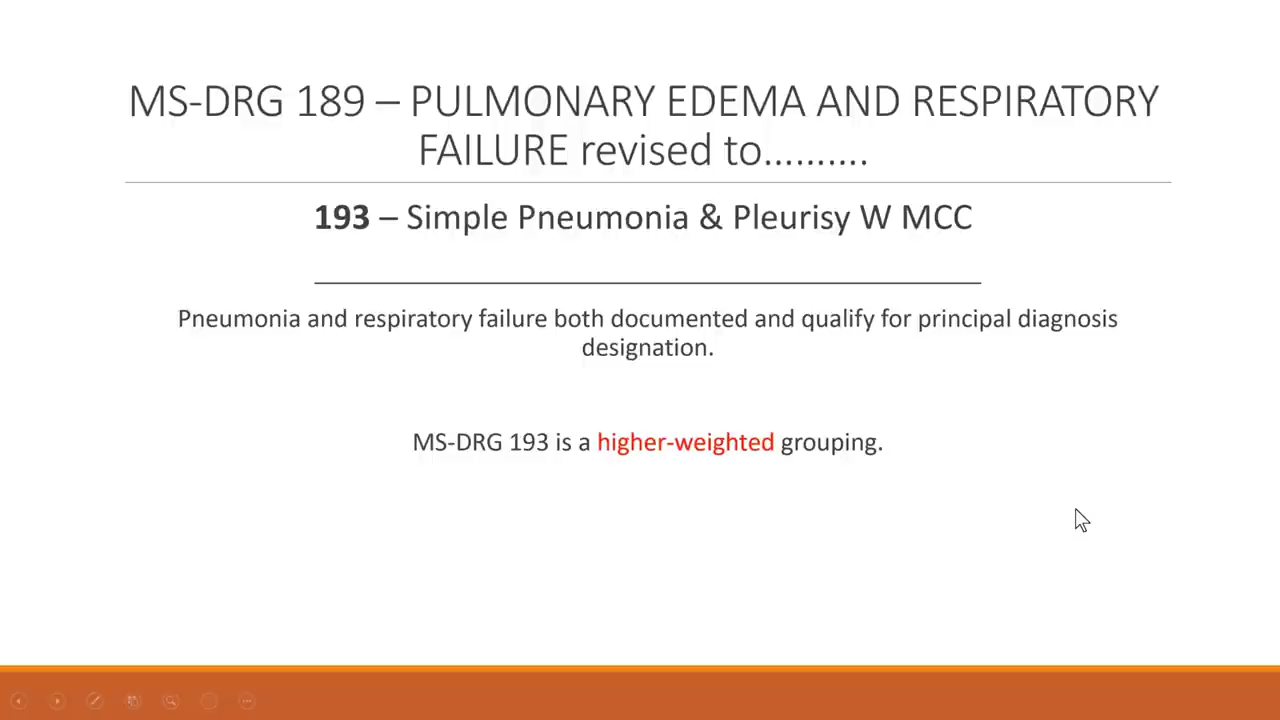 MS-DRG 189 – PULMONARY EDEMA AND RESPIRATORY
FAILURE revised to……….
193 – Simple Pneumonia & Pleurisy W MCC
Pneumonia and respiratory failure both documented and qualify for principal diagnosis
designation.
MS-DRG 193 is a higher-weighted grouping.